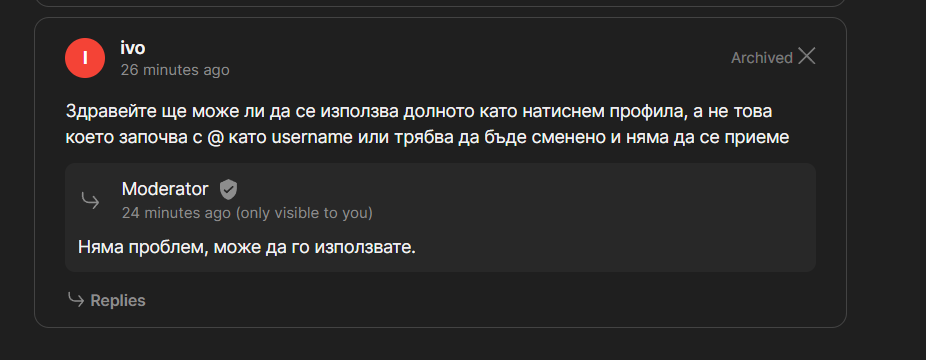 I
ivo
26 minutes ago
Archived
Здравейте ще може ли да се използва долното като натиснем профила, а не това
което започва с @ като username или трябва да бъде сменено и няма да се приеме
Moderator
24 minutes ago (only visible to you)
Няма проблем, може да го използвате.
Replies